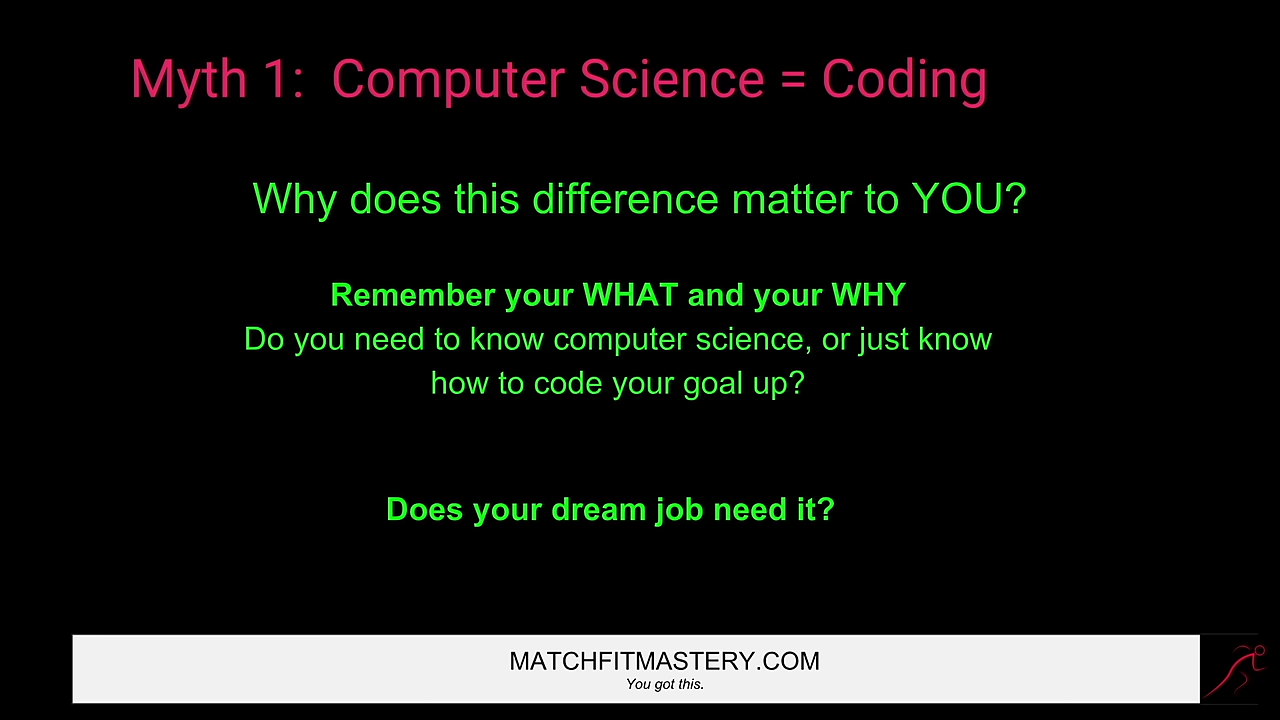 Myth 1: Computer Science = Coding
Why does this difference matter to YOU?
Remember your WHAT and your WHY
Do you need to know computer science, or just know
how to code your goal up?
Does your dream job need it?
MATCHFITMASTERY.COM
You got this.